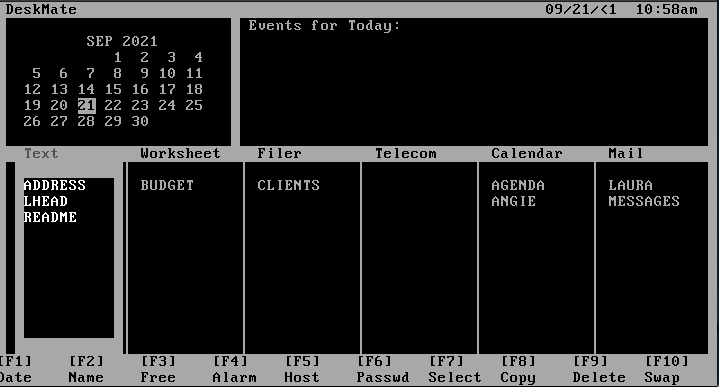 DeskMate 09/21/<1 10:58am
SEP 2021
1 2 3 4
5 6 7 8 9 10 11
12 13 14 15 16 17 18
19 20 21 22 23 24 25
26 27 28 29 30
Events for Today:
Text Worksheet Filer Telecom Calendar Mail
ADDRESS BUDGET CLIENTS AGENDA LAURA
LHEAD ANGIE MESSAGES
README
[F1] [F2] [F3] [F4] [F5] [F6] [F7] [F8] [F9] [F10]
Date Name Free Alarm Host Passwd Select Copy Delete Swap